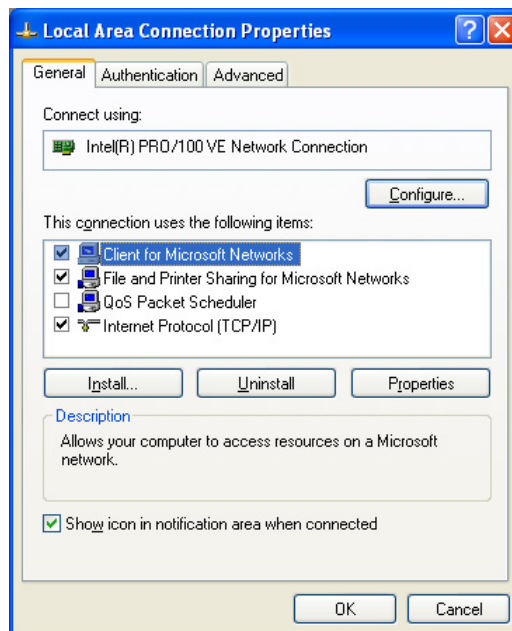 Local Area Connection Properties
General Authentication Advanced
Connect using:
Intel(R) PRO/100 VE Network Connection
Configure...
This connection uses the following items:
Client for Microsoft Networks
File and Printer Sharing for Microsoft Networks
QoS Packet Scheduler
Internet Protocol (TCP/IP)
Install... Uninstall Properties
Description
Allows your computer to access resources on a Microsoft
network.
Show icon in notification area when connected
OK Cancel